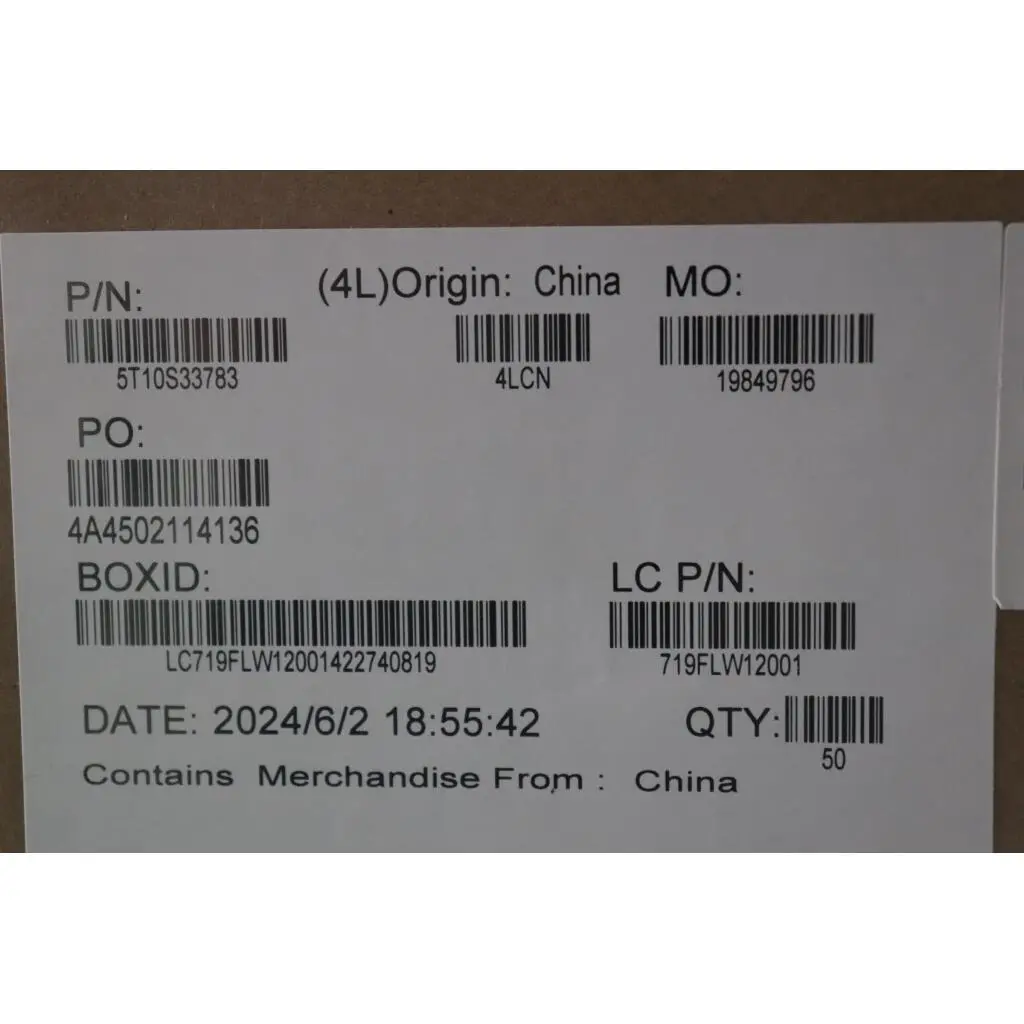 P/N: (4L)Origin: China MO:
5T10S33783 4LCN 19849796
PO:
4A4502114136
BOXID: LC P/N:
LC719FLW12001422740819 719FLW12001
DATE: 2024/6/2 18:55:42 QTY:
50
Contains Merchandise From : China